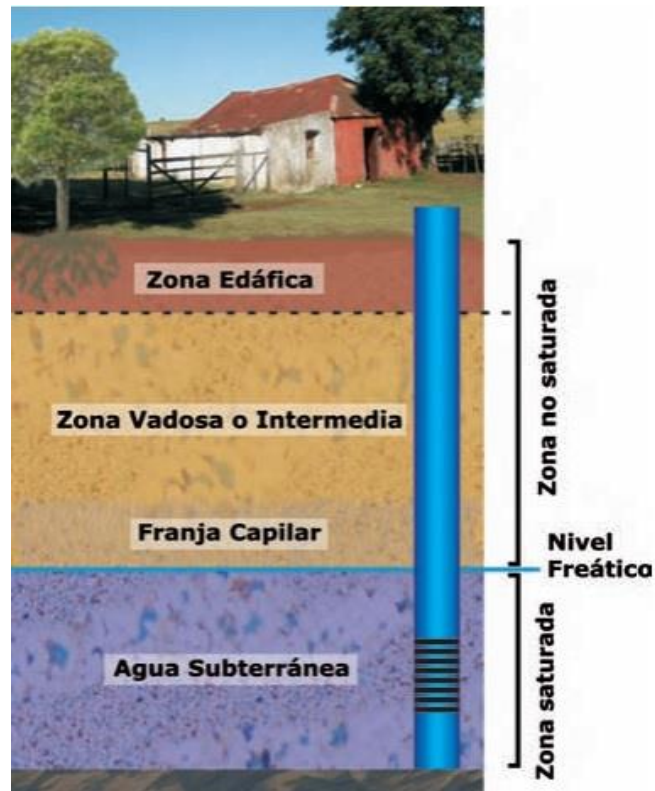 Zona Edáfica
Zona Vadosa o Intermedia
Franja Capilar
Agua Subterránea
Zona no saturada
Nivel
Freático
Zona saturada